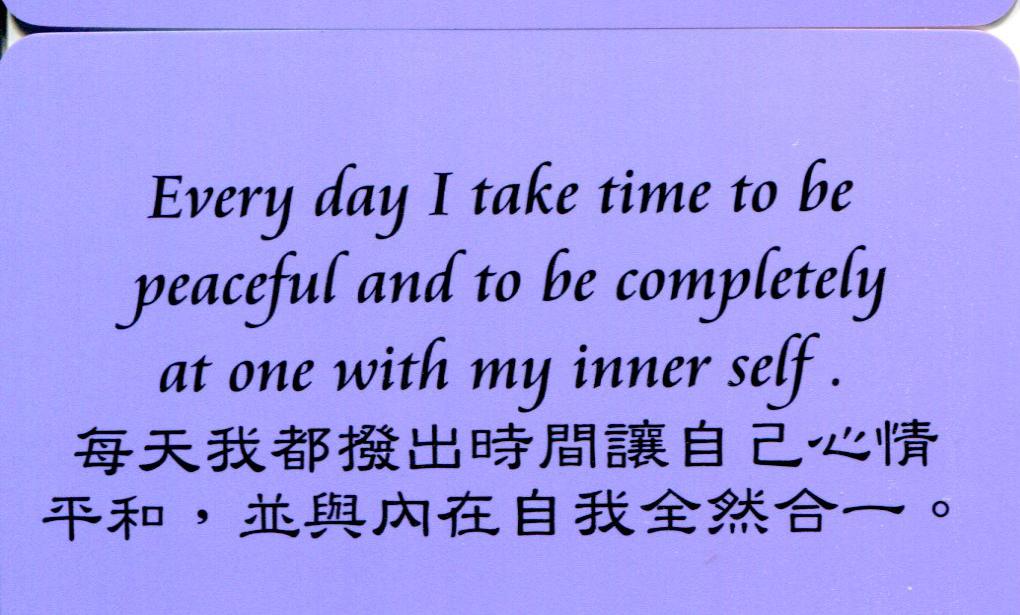 Every day I take time to be
peaceful and to be completely
at one with my inner self .
每天我都撥出時間讓自己心情
平和，並與內在自我全然合一。